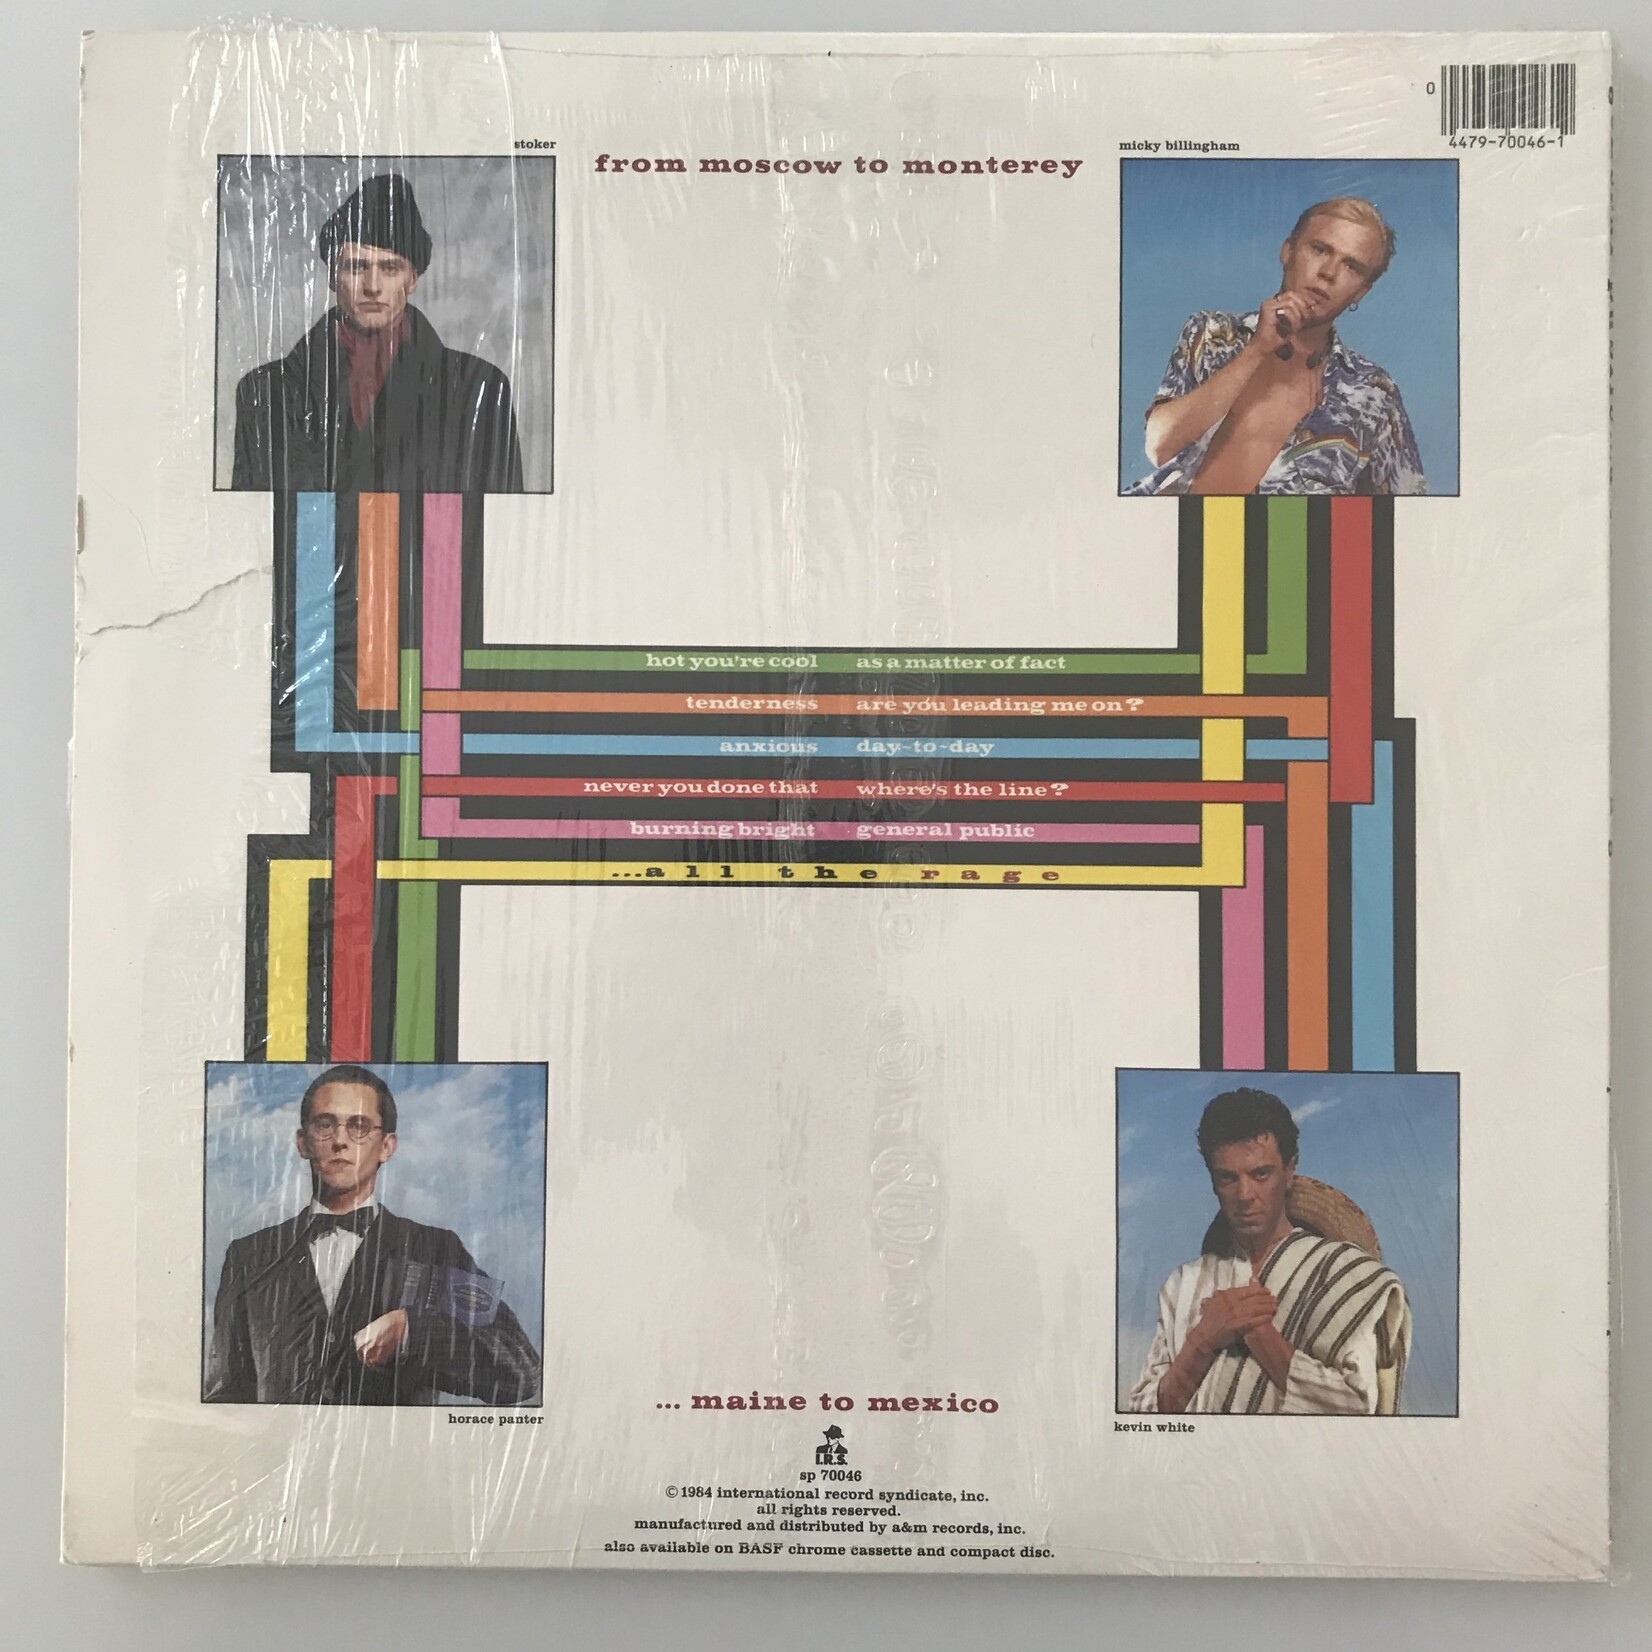 0
4479-70046-1
stoker
micky billingham
from moscow to monterey
hot you're cool as a matter of fact
tenderness are you leading me on?
anxious day-to-day
never you done that where's the line?
burning bright general public
...all the rage
horace panter
kevin white
... maine to mexico
I.R.S.
sp 70046
© 1984 international record syndicate, inc.
all rights reserved.
manufactured and distributed by a&m records, inc.
also available on BASF chrome cassette and compact disc.